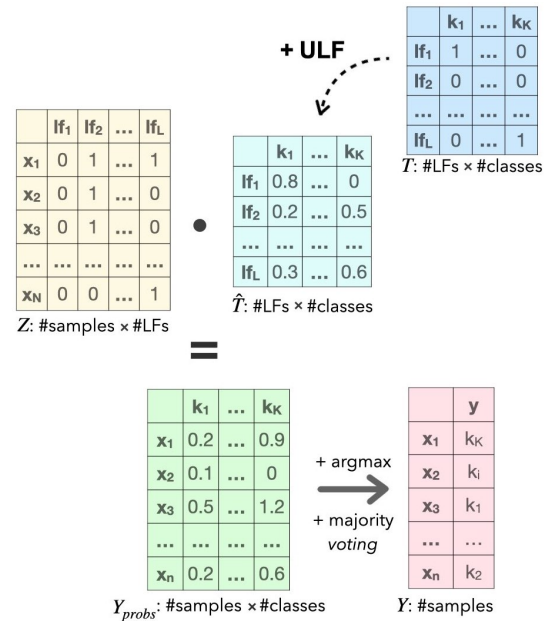 + ULF
k1 ... kK
lf1 1 ... 0
lf2 0 ... 0
... ... ... ...
lfL 0 ... 1
T: #LFs × #classes
lf1 lf2 ... lfL
x1 0 1 ... 1
x2 0 1 ... 0
x3 0 1 ... 0
... ... ... ... ...
xN 0 0 ... 1
Z: #samples × #LFs
•
k1 ... kK
lf1 0.8 ... 0
lf2 0.2 ... 0.5
... ... ... ...
lfL 0.3 ... 0.6
T̂: #LFs × #classes
=
k1 ... kK
x1 0.2 ... 0.9
x2 0.1 ... 0
x3 0.5 ... 1.2
... ... ... ...
xn 0.2 ... 0.6
Yprobs: #samples × #classes
+ argmax
+ majority
voting
y
x1 kK
x2 ki
x3 k1
... ...
xn k2
Y: #samples